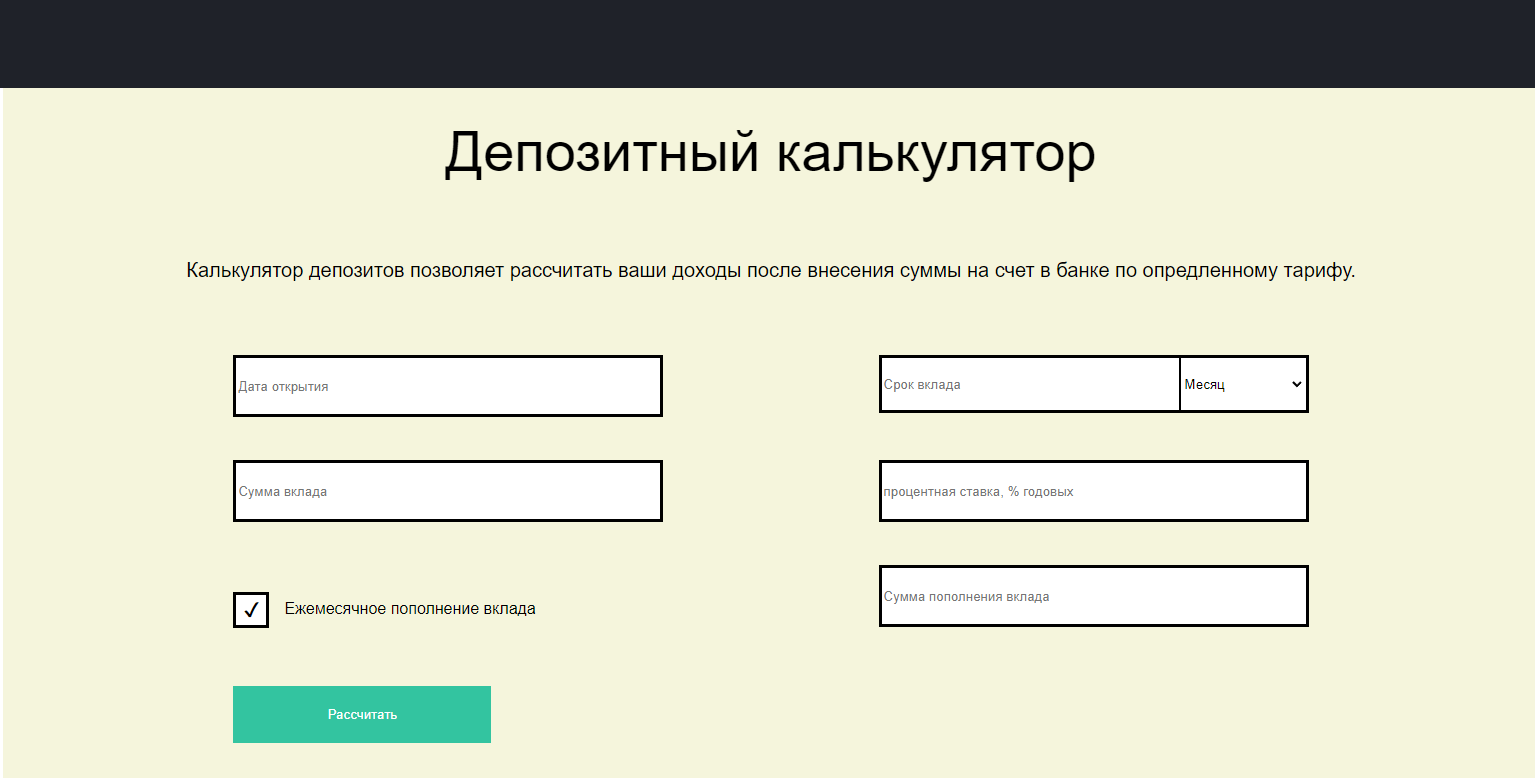 Депозитный калькулятор
Калькулятор депозитов позволяет рассчитать ваши доходы после внесения суммы на счет в банке по опредленному тарифу.
Дата открытия
Срок вклада
Месяц
Сумма вклада
процентная ставка, % годовых
Ежемесячное пополнение вклада
Сумма пополнения вклада
Рассчитать